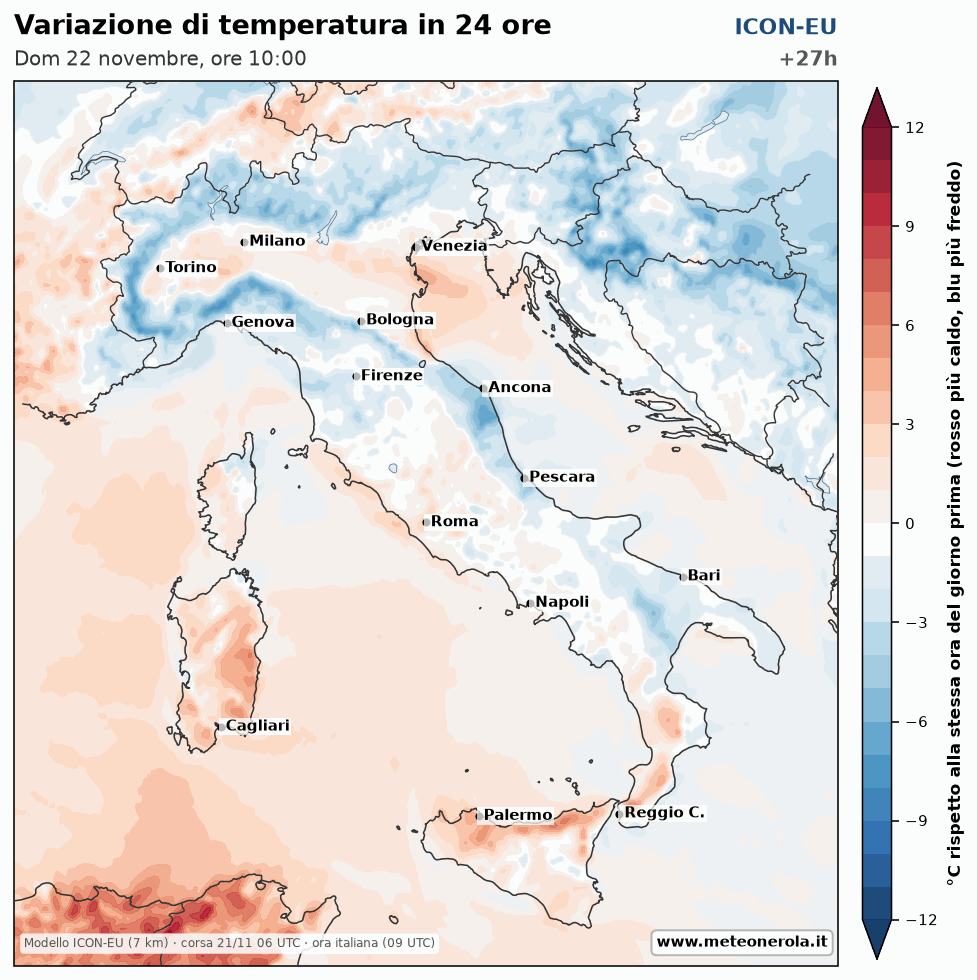 Variazione di temperatura in 24 ore
ICON-EU
Dom 22 novembre, ore 10:00
+27h
Milano
Venezia
Torino
Genova
Bologna
Firenze
Ancona
Pescara
Roma
Bari
Napoli
Cagliari
Palermo
Reggio C.
12
9
6
3
0
−3
−6
−9
−12
°C rispetto alla stessa ora del giorno prima (rosso più caldo, blu più freddo)
Modello ICON-EU (7 km) · corsa 21/11 06 UTC · ora italiana (09 UTC)
www.meteonerola.it